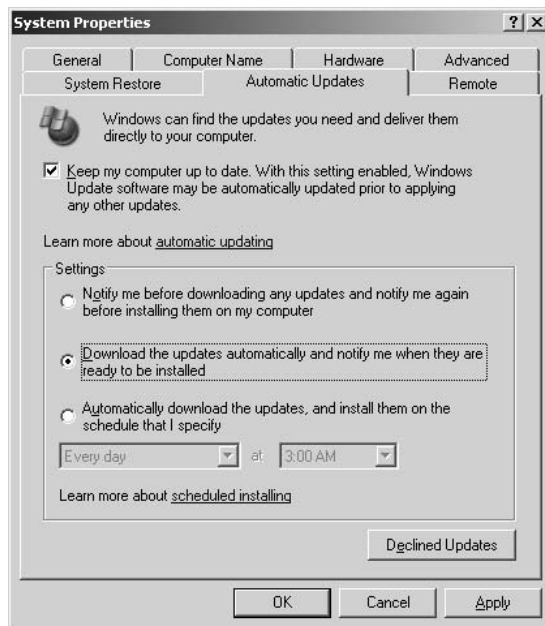 System Properties
General
Computer Name
Hardware
Advanced
System Restore
Automatic Updates
Remote
Windows can find the updates you need and deliver them
directly to your computer.
Keep my computer up to date. With this setting enabled, Windows
Update software may be automatically updated prior to applying
any other updates.
Learn more about automatic updating
Settings
Notify me before downloading any updates and notify me again
before installing them on my computer
Download the updates automatically and notify me when they are
ready to be installed
Automatically download the updates, and install them on the
schedule that I specify
Every day at 3:00 AM
Learn more about scheduled installing
Declined Updates
OK
Cancel
Apply